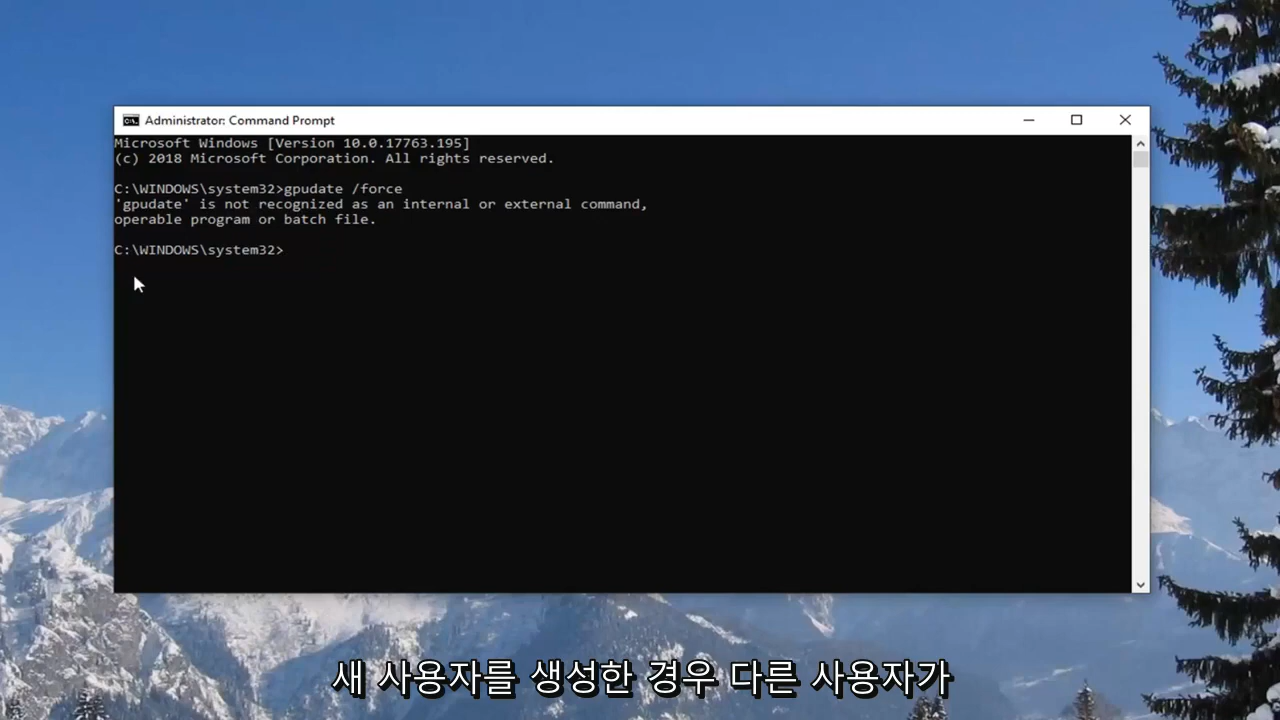 Administrator: Command Prompt
Microsoft Windows [Version 10.0.17763.195]
(c) 2018 Microsoft Corporation. All rights reserved.
C:\WINDOWS\system32>gpudate /force
'gpudate' is not recognized as an internal or external command,
operable program or batch file.
C:\WINDOWS\system32>
새 사용자를 생성한 경우 다른 사용자가